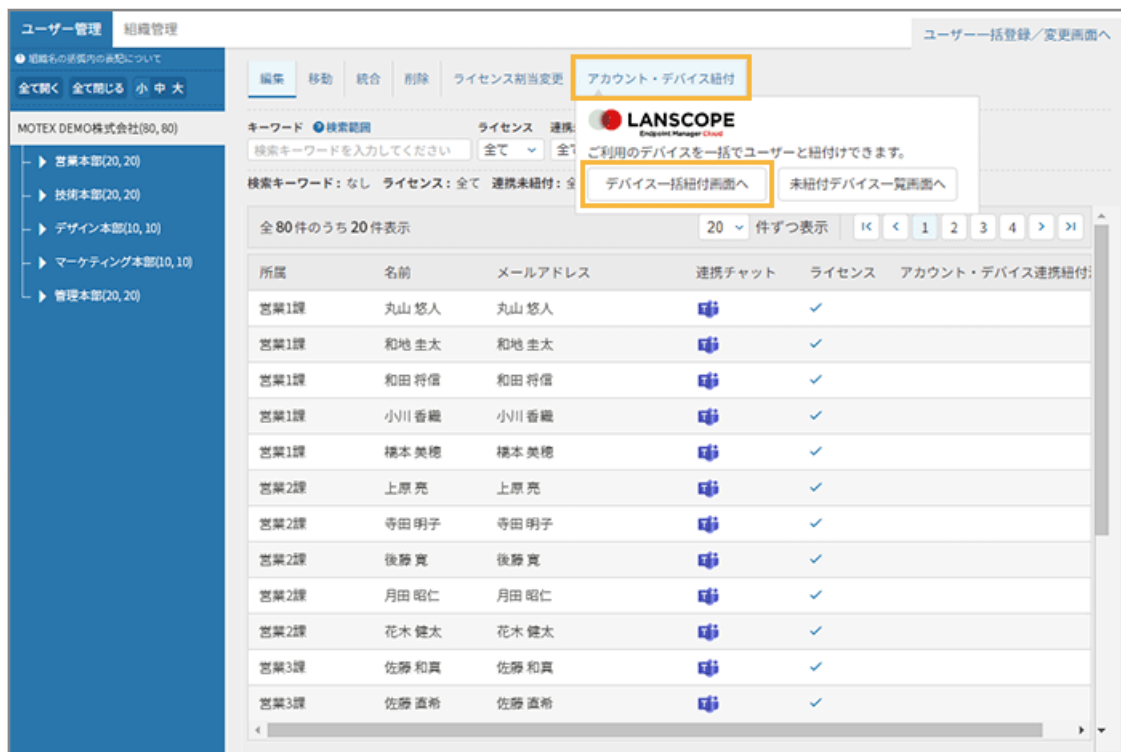 ユーザー管理 組織管理
ユーザー一括登録／変更画面へ
組織名の括弧内の表記について
全て開く 全て閉じる 小 中 大
編集 移動 統合 削除 ライセンス割当変更 アカウント・デバイス紐付
MOTEX DEMO株式会社(80, 80)
営業本部(20, 20)
技術本部(20, 20)
デザイン本部(10, 10)
マーケティング本部(10, 10)
管理本部(20, 20)
キーワード 検索範囲 ライセンス 連携
検索キーワードを入力してください 全て 全て
検索キーワード： なし ライセンス： 全て 連携未紐付： 全
LANSCOPE
Endpoint Manager Cloud
ご利用のデバイスを一括でユーザーと紐付けできます。
デバイス一括紐付画面へ 未紐付デバイス一覧画面へ
全80件のうち20件表示 20 件ずつ表示 1 2 3 4
所属 名前 メールアドレス 連携チャット ライセンス アカウント・デバイス連携紐付
営業1課 丸山 悠人 丸山 悠人
営業1課 和地 圭太 和地 圭太
営業1課 和田 将信 和田 将信
営業1課 小川 香織 小川 香織
営業1課 橋本 美穂 橋本 美穂
営業2課 上原 亮 上原 亮
営業2課 寺田 明子 寺田 明子
営業2課 後藤 寛 後藤 寛
営業2課 月田 昭仁 月田 昭仁
営業2課 花木 健太 花木 健太
営業3課 佐藤 和真 佐藤 和真
営業3課 佐藤 直希 佐藤 直希